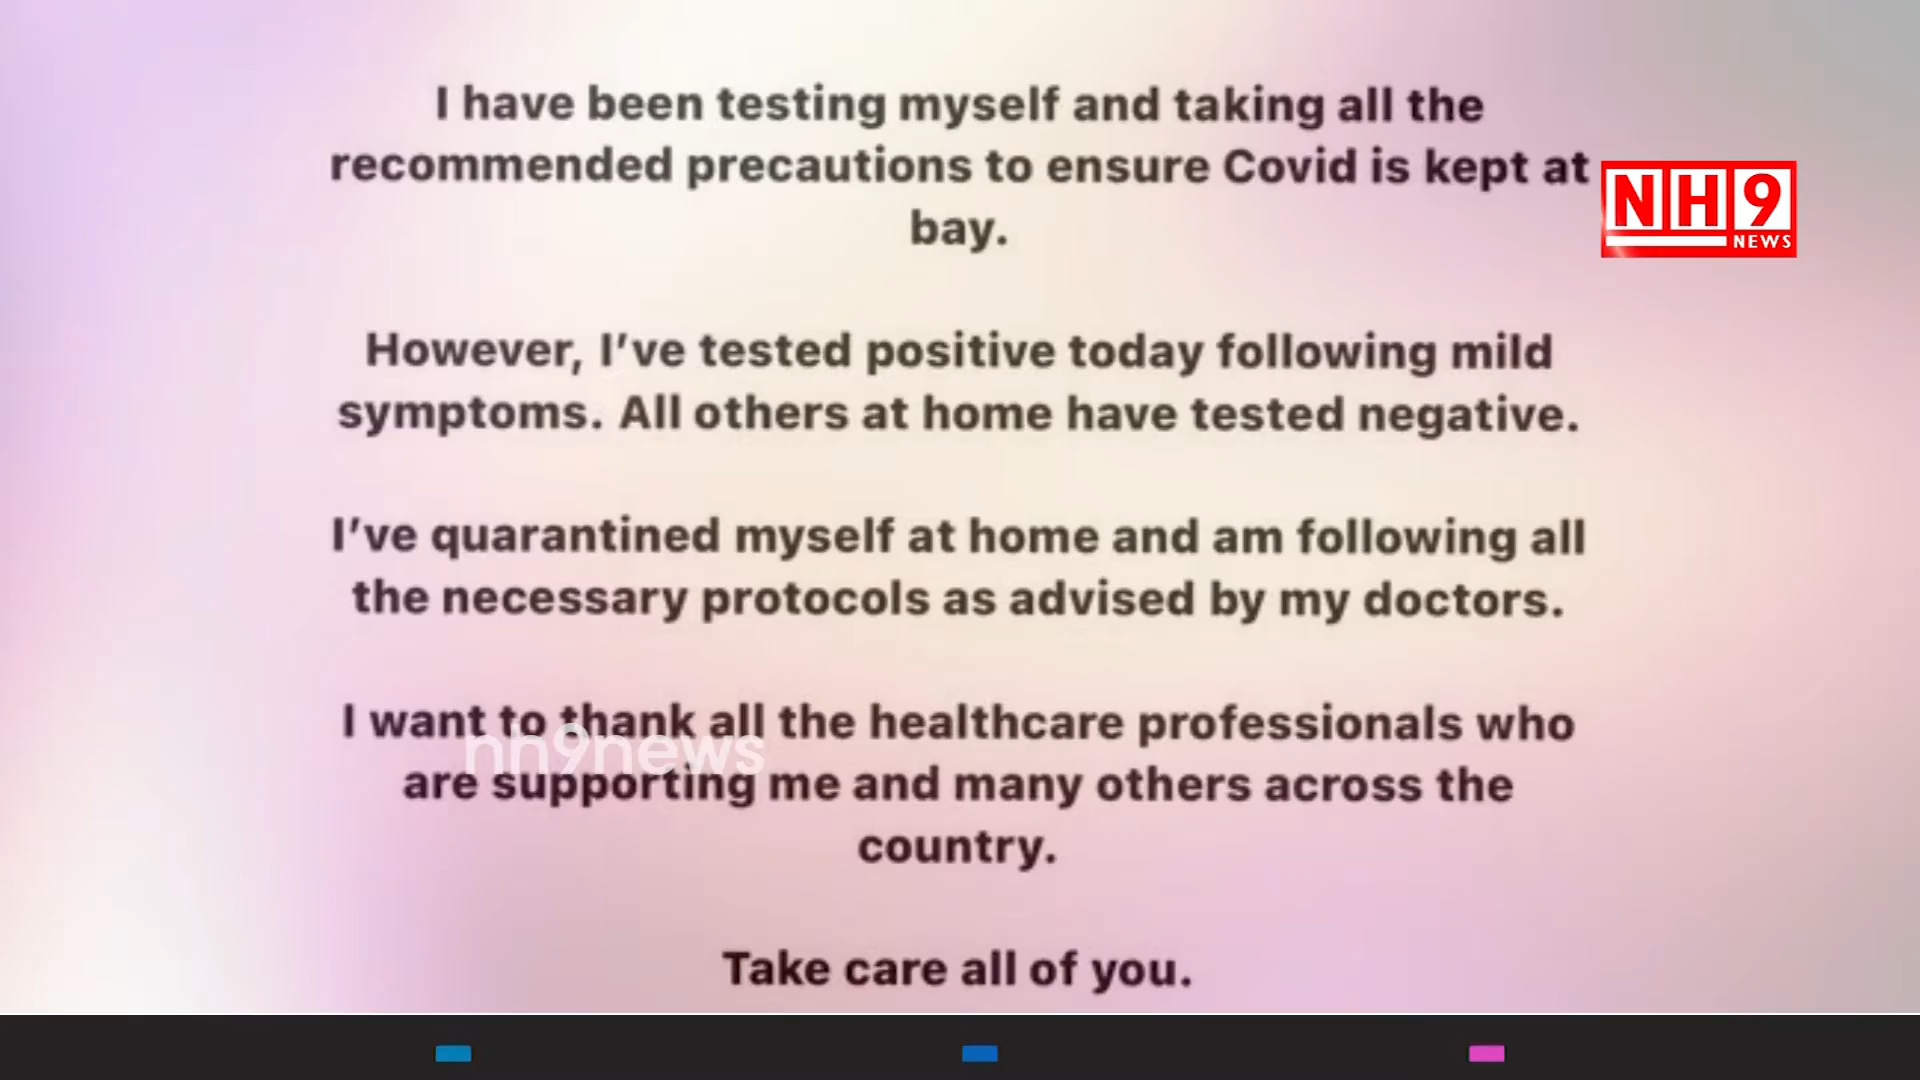 I have been testing myself and taking all the
recommended precautions to ensure Covid is kept at
bay.
NH9
NEWS
However, I’ve tested positive today following mild
symptoms. All others at home have tested negative.
I’ve quarantined myself at home and am following all
the necessary protocols as advised by my doctors.
I want to thank all the healthcare professionals who
nh9news
are supporting me and many others across the
country.
Take care all of you.